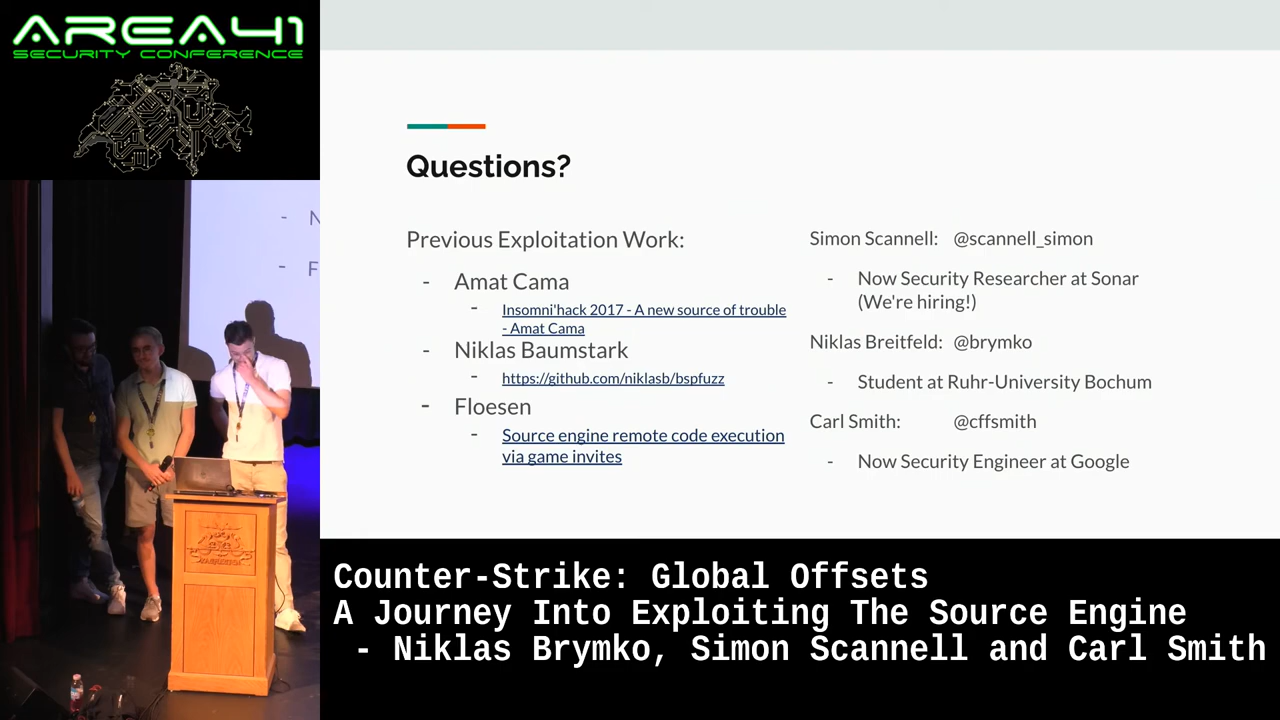 AREA41
SECURITY CONFERENCE
- N
- F
Questions?
Previous Exploitation Work:
- Amat Cama
- Insomni'hack 2017 - A new source of trouble
- Amat Cama
- Niklas Baumstark
- https://github.com/niklasb/bspfuzz
- Floesen
- Source engine remote code execution
via game invites
Simon Scannell: @scannell_simon
- Now Security Researcher at Sonar
(We're hiring!)
Niklas Breitfeld: @brymko
- Student at Ruhr-University Bochum
Carl Smith: @cffsmith
- Now Security Engineer at Google
Counter-Strike: Global Offsets
A Journey Into Exploiting The Source Engine
- Niklas Brymko, Simon Scannell and Carl Smith